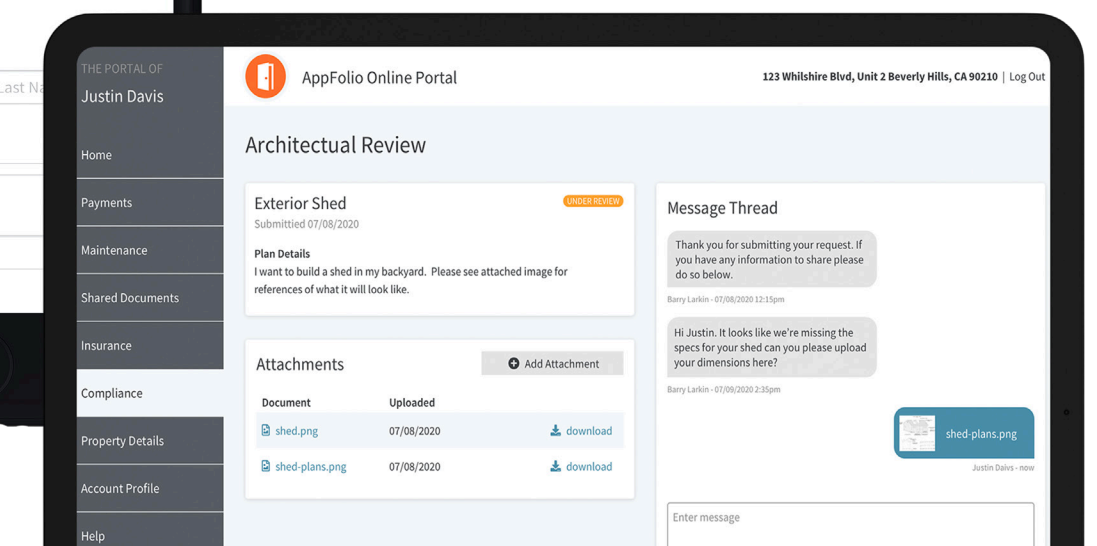 Last Na
THE PORTAL OF
Justin Davis
Home
Payments
Maintenance
Shared Documents
Insurance
Compliance
Property Details
Account Profile
Help
AppFolio Online Portal
123 Whilshire Blvd, Unit 2 Beverly Hills, CA 90210 | Log Out
Architectual Review
Exterior Shed
UNDER REVIEW
Submittied 07/08/2020
Plan Details
I want to build a shed in my backyard. Please see attached image for
references of what it will look like.
Attachments
Add Attachment
Document Uploaded
shed.png 07/08/2020 download
shed-plans.png 07/08/2020 download
Message Thread
Thank you for submitting your request. If
you have any information to share please
do so below.
Barry Larkin - 07/08/2020 12:15pm
Hi Justin. It looks like we're missing the
specs for your shed can you please upload
your dimensions here?
Barry Larkin - 07/09/2020 2:35pm
shed-plans.png
Justin Daivs - now
Enter message